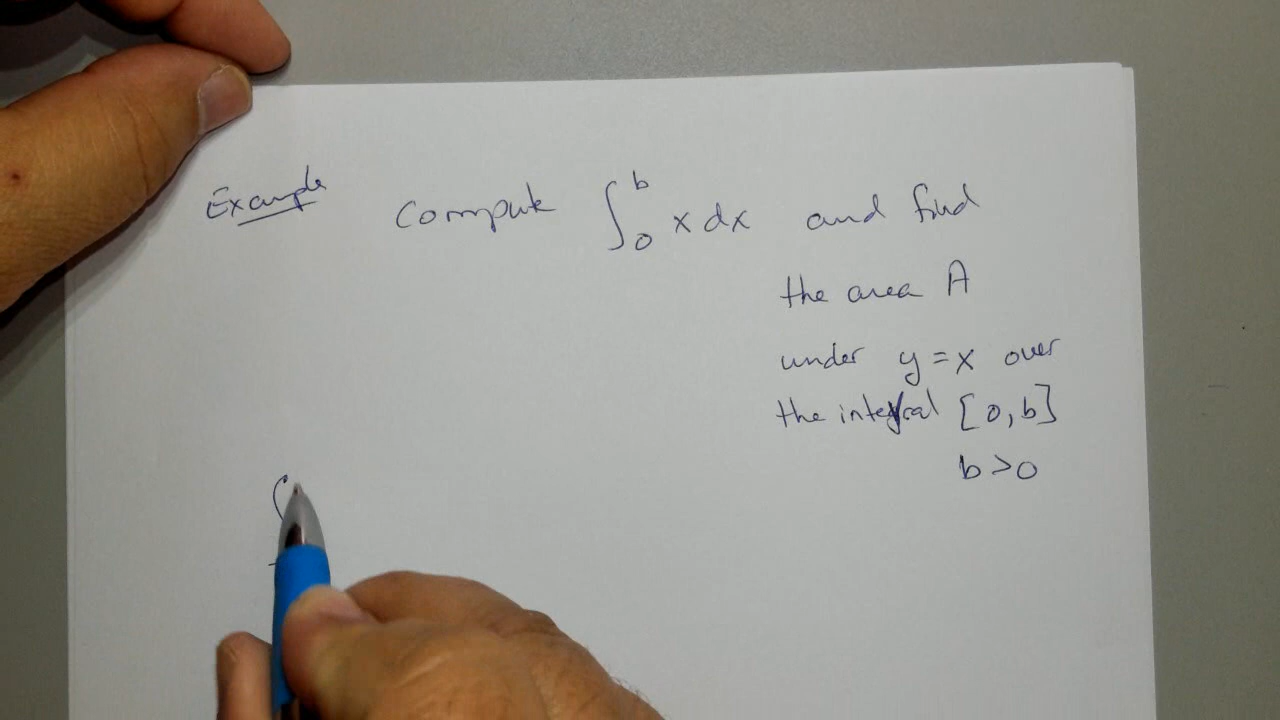 Example Compute ∫₀ᵇ x dx and find
the area A
under y = x over
the integral [0, b]
b > 0